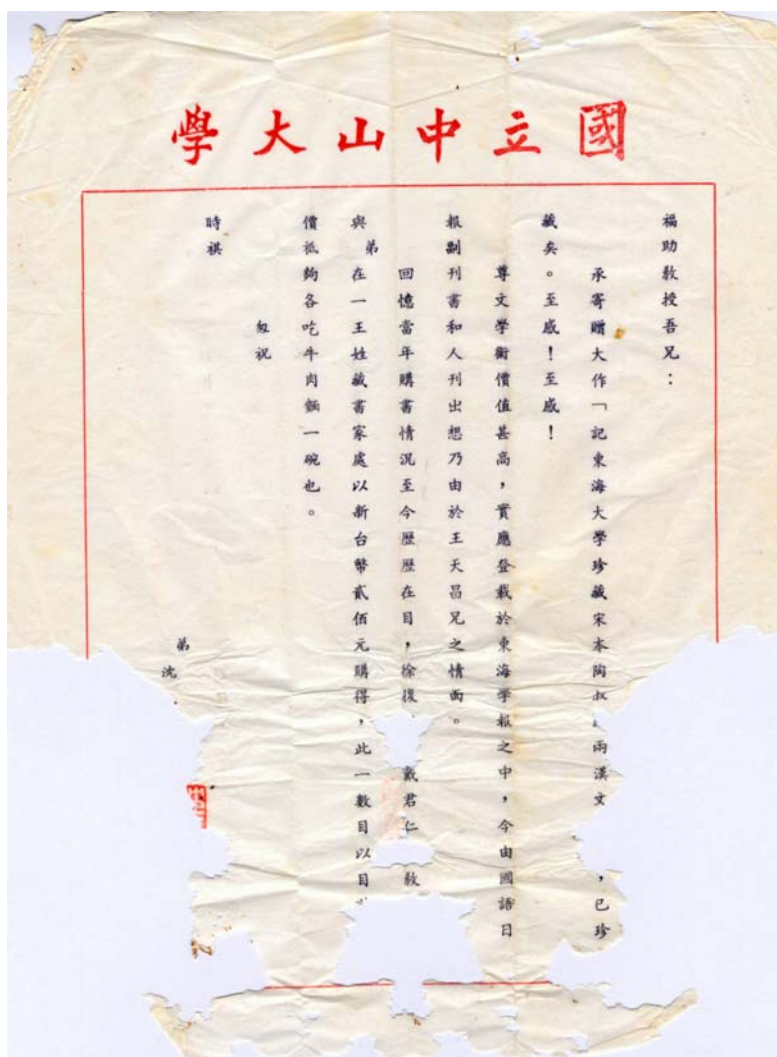 國立中山大學
福助教授吾兄：
承寄贈大作「記東海大學珍藏宋本陶叔 兩漢文 ，已珍
藏矣。至感！至感！
尊文學術價值甚高，實應登載於東海學報之中，今由國語日
報副刊書和人刊出想乃由於王天昌兄之情面。
回憶當年購書情況至今歷歷在目，徐復 戴君仁 教
與弟在一王姓藏書家處以新台幣貳佰元購得，此一數目以目
價祗夠各吃牛肉麵一碗也。
匆祝
時祺
弟沈